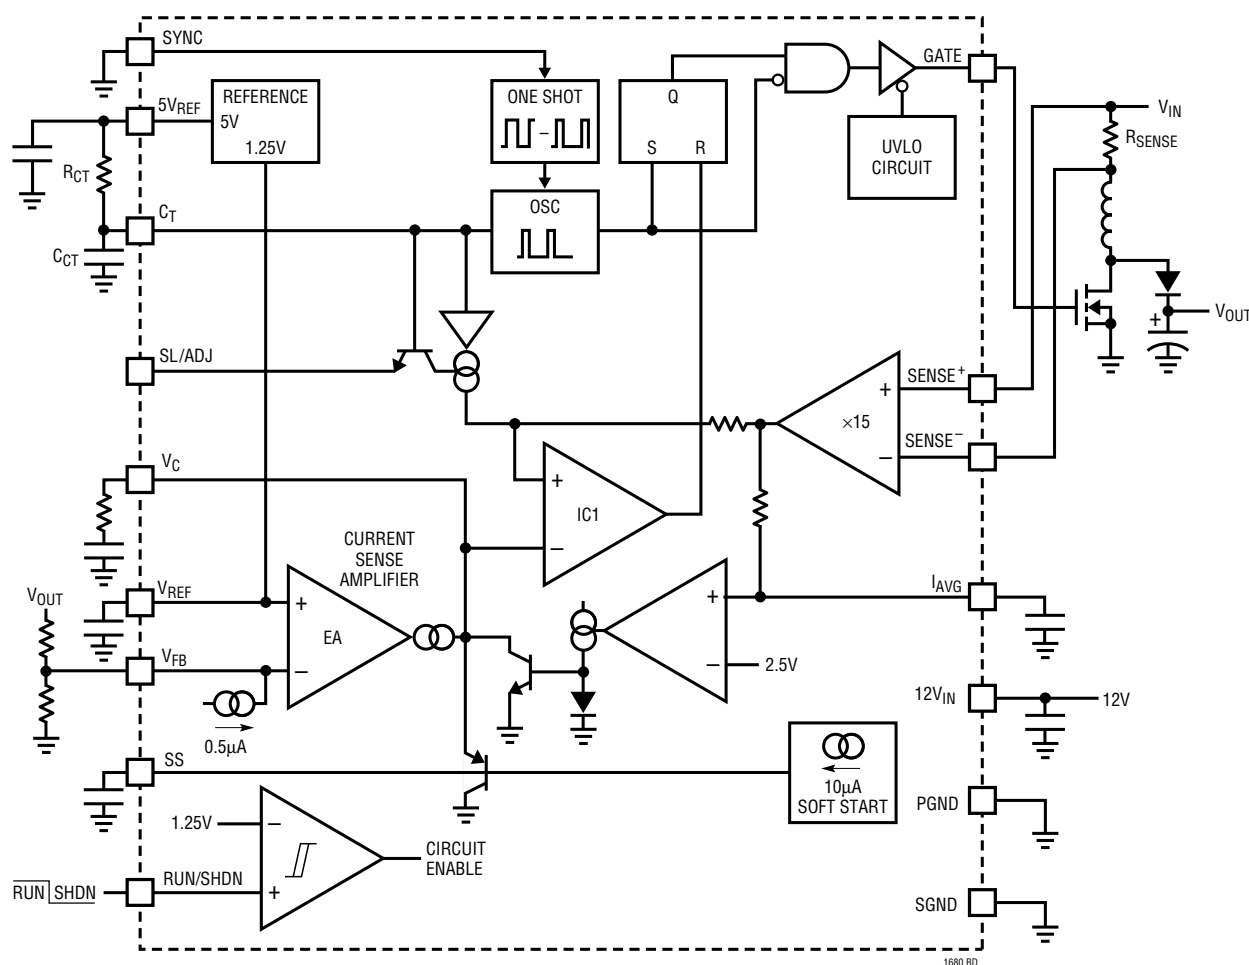 SYNC
GATE
5VREF
REFERENCE
5V
1.25V
ONE SHOT
Q
S R
UVLO
CIRCUIT
VIN
RSENSE
RCT
CT
OSC
CCT
VOUT
+
SL/ADJ
SENSE+
+
×15
SENSE−
−
VC
+
IC1
−
CURRENT
SENSE
AMPLIFIER
VREF
VOUT
+
EA
VFB
−
0.5µA
+
IAVG
−
2.5V
12VIN
12V
SS
10µA
SOFT START
PGND
1.25V
−
CIRCUIT
ENABLE
RUN SHDN
RUN/SHDN
+
SGND
1680 BD